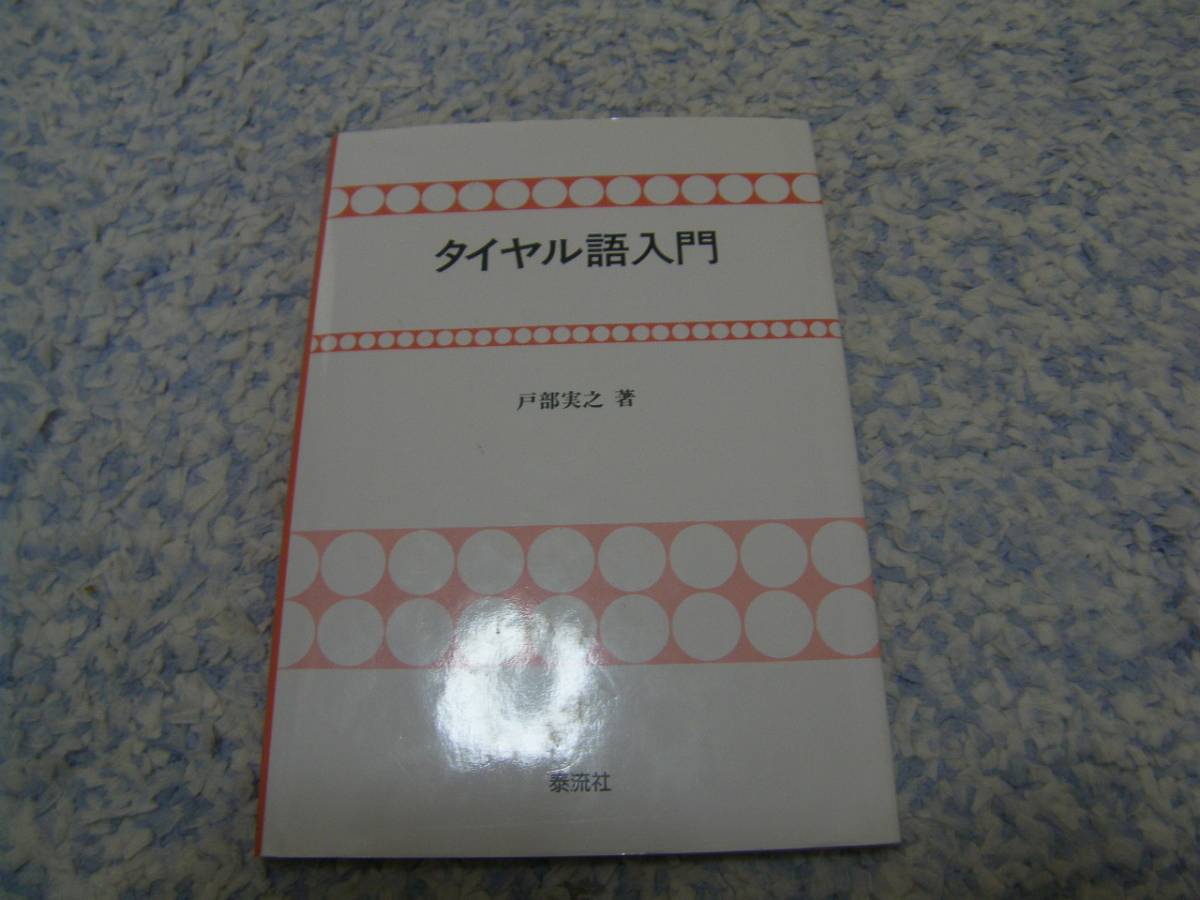 タイヤル語入門
戸部実之 著
泰流社